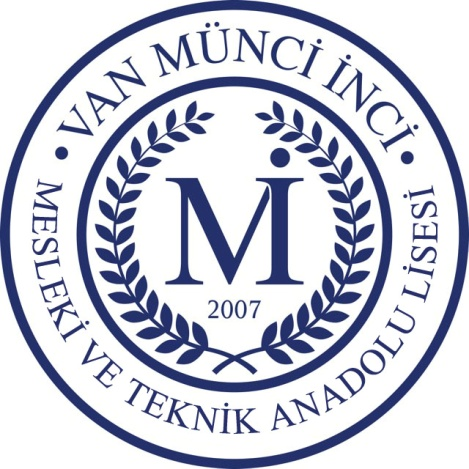 • VAN MÜNCİ İNCİ •
MESLEKİ VE TEKNİK ANADOLU LİSESİ
Mİ
2007